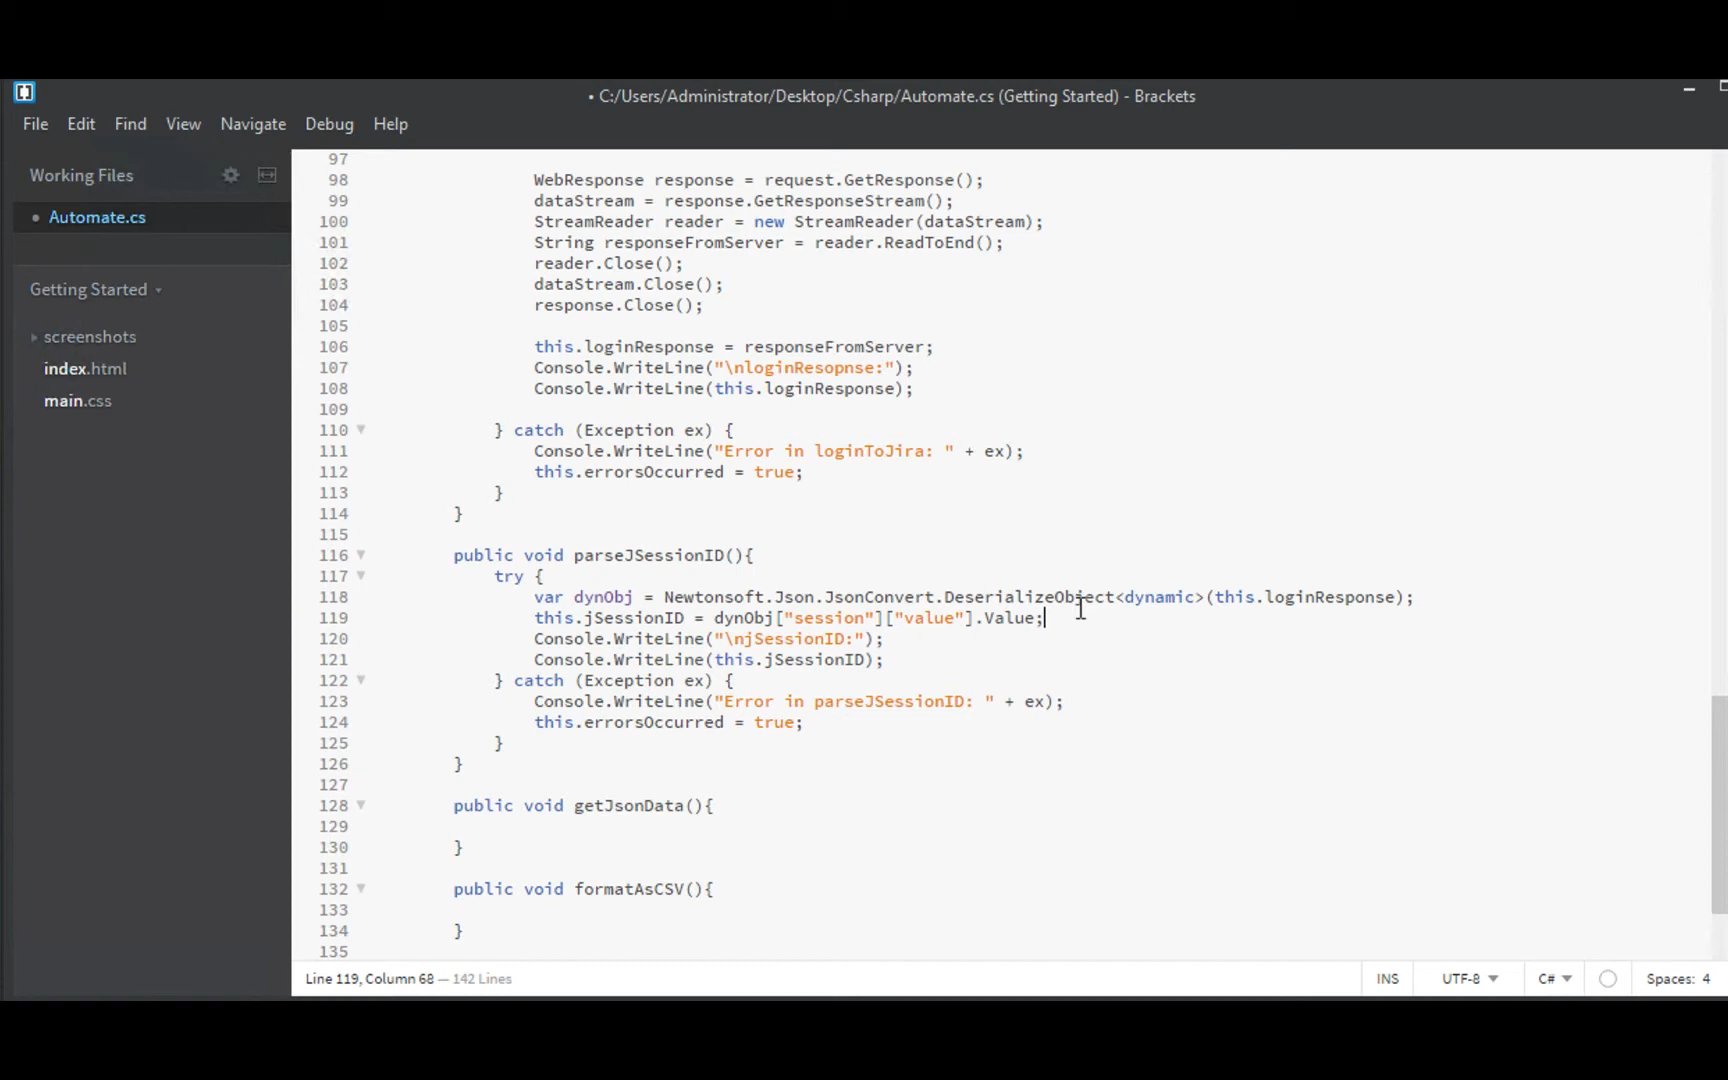 • C:/Users/Administrator/Desktop/Csharp/Automate.cs (Getting Started) - Brackets
File Edit Find View Navigate Debug Help
Working Files
• Automate.cs
Getting Started
screenshots
index.html
main.css
97
98 WebResponse response = request.GetResponse();
99 dataStream = response.GetResponseStream();
100 StreamReader reader = new StreamReader(dataStream);
101 String responseFromServer = reader.ReadToEnd();
102 reader.Close();
103 dataStream.Close();
104 response.Close();
105
106 this.loginResponse = responseFromServer;
107 Console.WriteLine("\nloginResopnse:");
108 Console.WriteLine(this.loginResponse);
109
110 } catch (Exception ex) {
111 Console.WriteLine("Error in loginToJira: " + ex);
112 this.errorsOccurred = true;
113 }
114 }
115
116 public void parseJSessionID(){
117 try {
118 var dynObj = Newtonsoft.Json.JsonConvert.DeserializeObject<dynamic>(this.loginResponse);
119 this.jSessionID = dynObj["session"]["value"].Value;
120 Console.WriteLine("\njSessionID:");
121 Console.WriteLine(this.jSessionID);
122 } catch (Exception ex) {
123 Console.WriteLine("Error in parseJSessionID: " + ex);
124 this.errorsOccurred = true;
125 }
126 }
127
128 public void getJsonData(){
129
130 }
131
132 public void formatAsCSV(){
133
134 }
135
Line 119, Column 68 — 142 Lines INS UTF-8 C# Spaces: 4